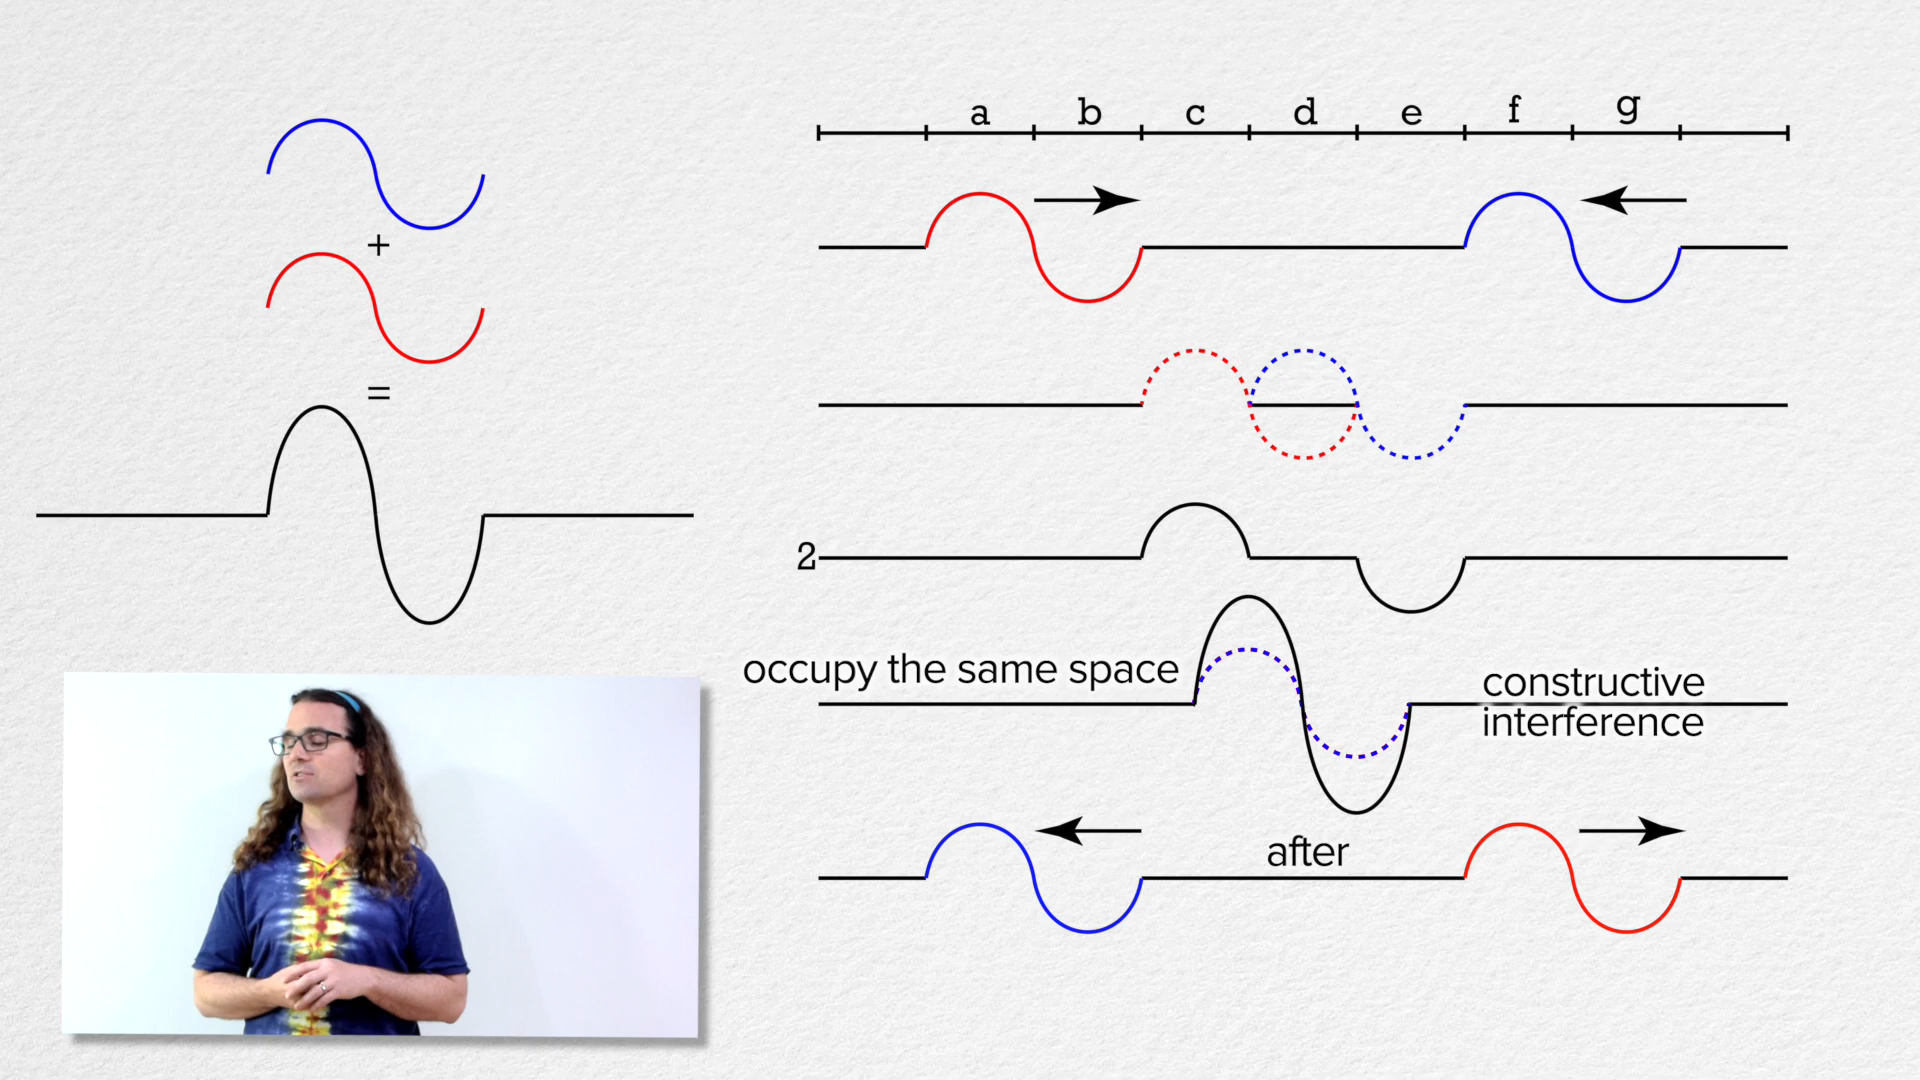 a b c d e f g
+
=
2
occupy the same space
constructive
interference
after